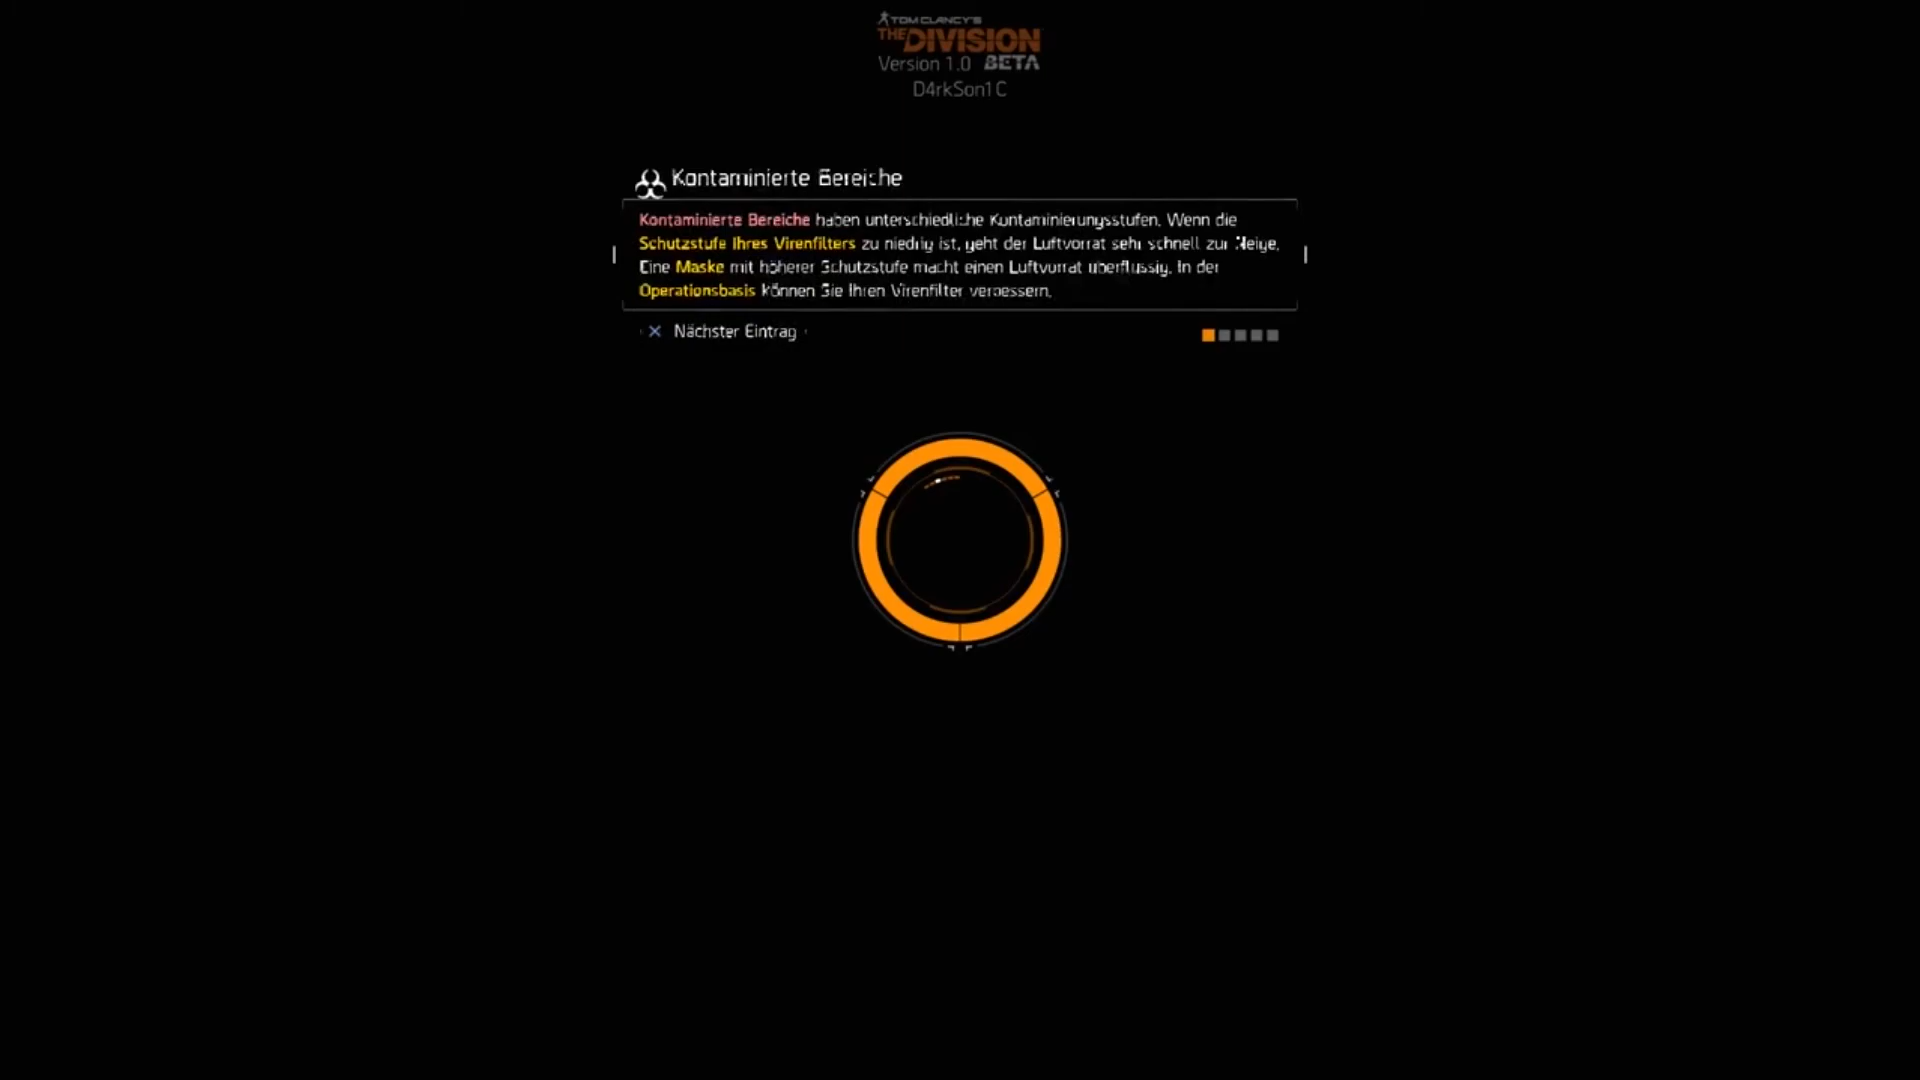 TOM CLANCY'S
THE DIVISION
Version 1.0 BETA
D4rkSon1C
Kontaminierte Bereiche
Kontaminierte Bereiche haben unterschiedliche Kontaminierungsstufen. Wenn die
Schutzstufe Ihres Virenfilters zu niedrig ist, geht der Luftvorrat sehr schnell zur Neige.
Eine Maske mit höherer Schutzstufe macht einen Luftvorrat überflüssig. In der
Operationsbasis können Sie Ihren Virenfilter verbessern.
Nächster Eintrag